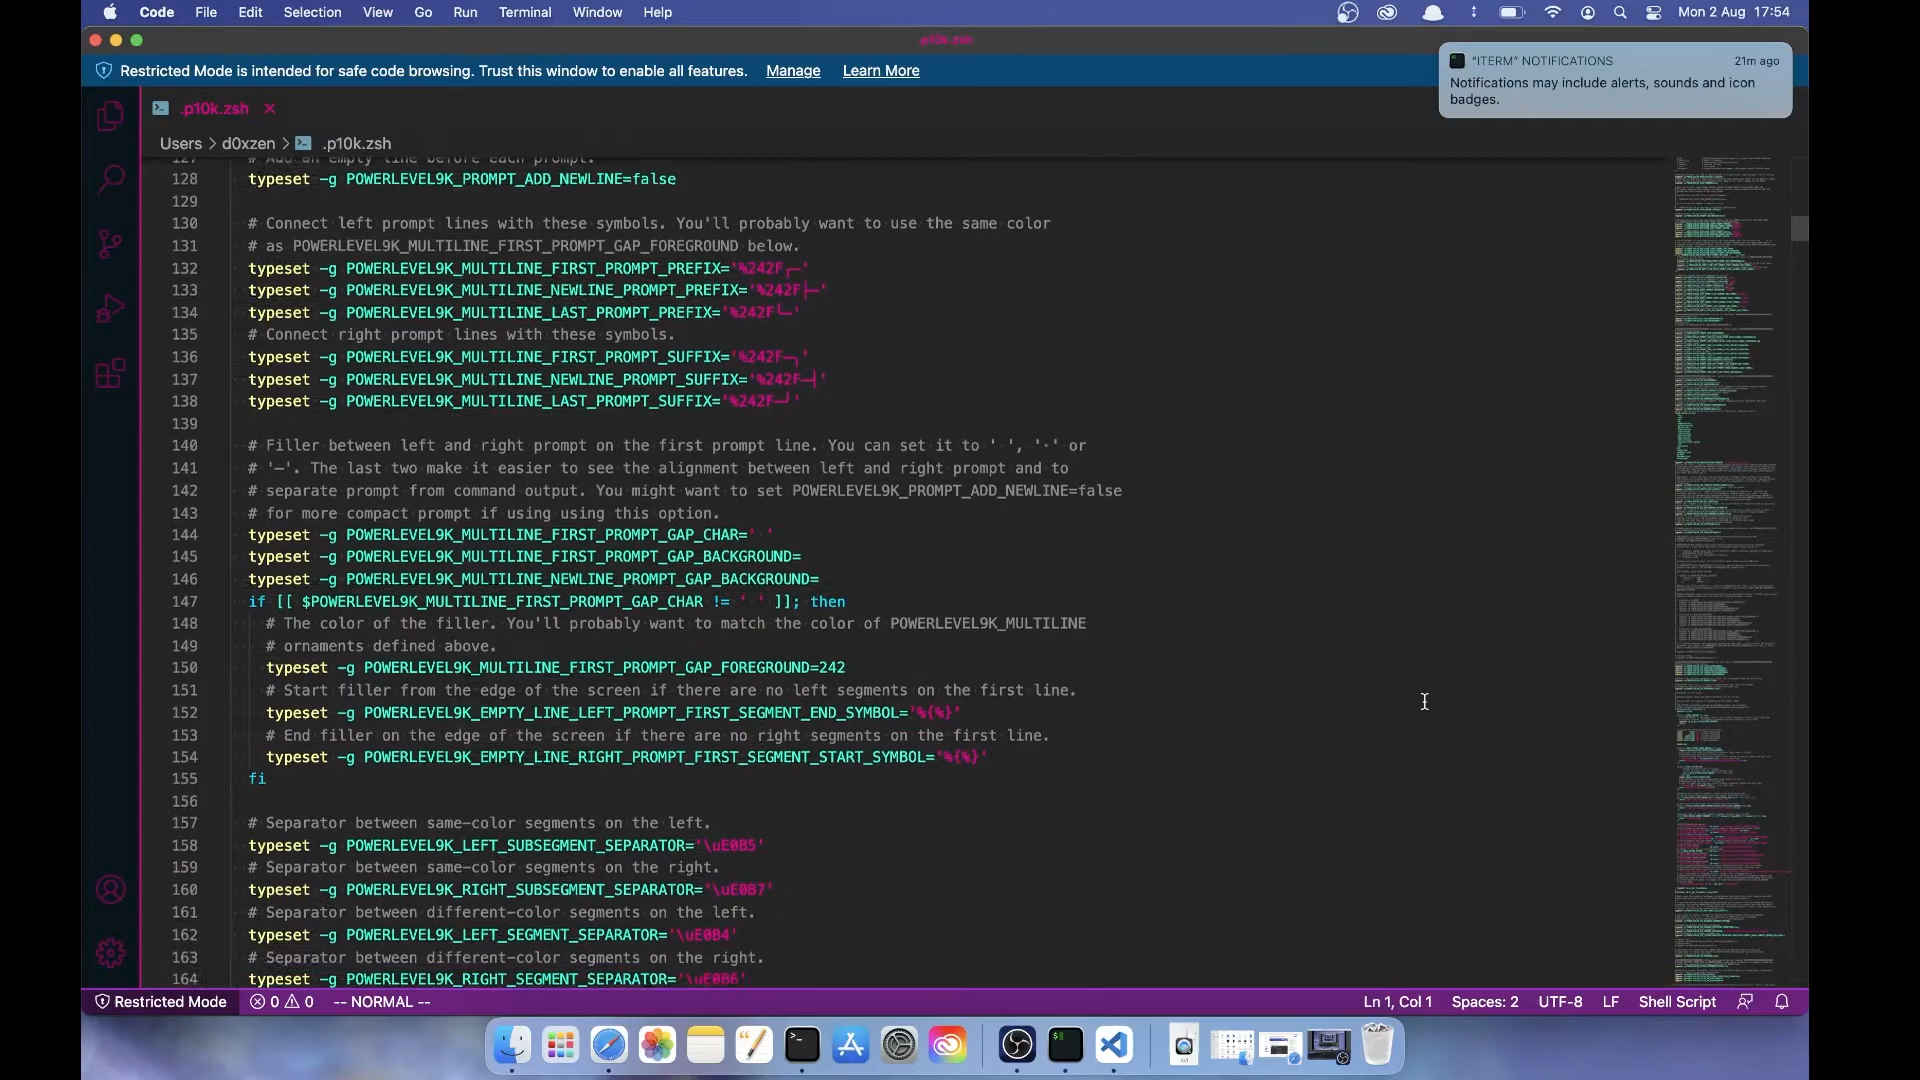 Code File Edit Selection View Go Run Terminal Window Help Mon 2 Aug 17:54
.p10k.zsh
Restricted Mode is intended for safe code browsing. Trust this window to enable all features. Manage Learn More
"ITERM" NOTIFICATIONS 21m ago
Notifications may include alerts, sounds and icon
badges.
.p10k.zsh
Users > d0xzen > .p10k.zsh
127 # Add an empty line before each prompt.
128 typeset -g POWERLEVEL9K_PROMPT_ADD_NEWLINE=false
129
130 # Connect left prompt lines with these symbols. You'll probably want to use the same color
131 # as POWERLEVEL9K_MULTILINE_FIRST_PROMPT_GAP_FOREGROUND below.
132 typeset -g POWERLEVEL9K_MULTILINE_FIRST_PROMPT_PREFIX='%242F╭─'
133 typeset -g POWERLEVEL9K_MULTILINE_NEWLINE_PROMPT_PREFIX='%242F├─'
134 typeset -g POWERLEVEL9K_MULTILINE_LAST_PROMPT_PREFIX='%242F╰─'
135 # Connect right prompt lines with these symbols.
136 typeset -g POWERLEVEL9K_MULTILINE_FIRST_PROMPT_SUFFIX='%242F─╮'
137 typeset -g POWERLEVEL9K_MULTILINE_NEWLINE_PROMPT_SUFFIX='%242F─┤'
138 typeset -g POWERLEVEL9K_MULTILINE_LAST_PROMPT_SUFFIX='%242F─╯'
139
140 # Filler between left and right prompt on the first prompt line. You can set it to ' ', '·' or
141 # '─'. The last two make it easier to see the alignment between left and right prompt and to
142 # separate prompt from command output. You might want to set POWERLEVEL9K_PROMPT_ADD_NEWLINE=false
143 # for more compact prompt if using using this option.
144 typeset -g POWERLEVEL9K_MULTILINE_FIRST_PROMPT_GAP_CHAR=' '
145 typeset -g POWERLEVEL9K_MULTILINE_FIRST_PROMPT_GAP_BACKGROUND=
146 typeset -g POWERLEVEL9K_MULTILINE_NEWLINE_PROMPT_GAP_BACKGROUND=
147 if [[ $POWERLEVEL9K_MULTILINE_FIRST_PROMPT_GAP_CHAR != ' ' ]]; then
148 # The color of the filler. You'll probably want to match the color of POWERLEVEL9K_MULTILINE
149 # ornaments defined above.
150 typeset -g POWERLEVEL9K_MULTILINE_FIRST_PROMPT_GAP_FOREGROUND=242
151 # Start filler from the edge of the screen if there are no left segments on the first line.
152 typeset -g POWERLEVEL9K_EMPTY_LINE_LEFT_PROMPT_FIRST_SEGMENT_END_SYMBOL='%{%}'
153 # End filler on the edge of the screen if there are no right segments on the first line.
154 typeset -g POWERLEVEL9K_EMPTY_LINE_RIGHT_PROMPT_FIRST_SEGMENT_START_SYMBOL='%{%}'
155 fi
156
157 # Separator between same-color segments on the left.
158 typeset -g POWERLEVEL9K_LEFT_SUBSEGMENT_SEPARATOR='\uE0B5'
159 # Separator between same-color segments on the right.
160 typeset -g POWERLEVEL9K_RIGHT_SUBSEGMENT_SEPARATOR='\uE0B7'
161 # Separator between different-color segments on the left.
162 typeset -g POWERLEVEL9K_LEFT_SEGMENT_SEPARATOR='\uE0B4'
163 # Separator between different-color segments on the right.
164 typeset -g POWERLEVEL9K_RIGHT_SEGMENT_SEPARATOR='\uE0B6'
Restricted Mode 0 0 -- NORMAL -- Ln 1, Col 1 Spaces: 2 UTF-8 LF Shell Script